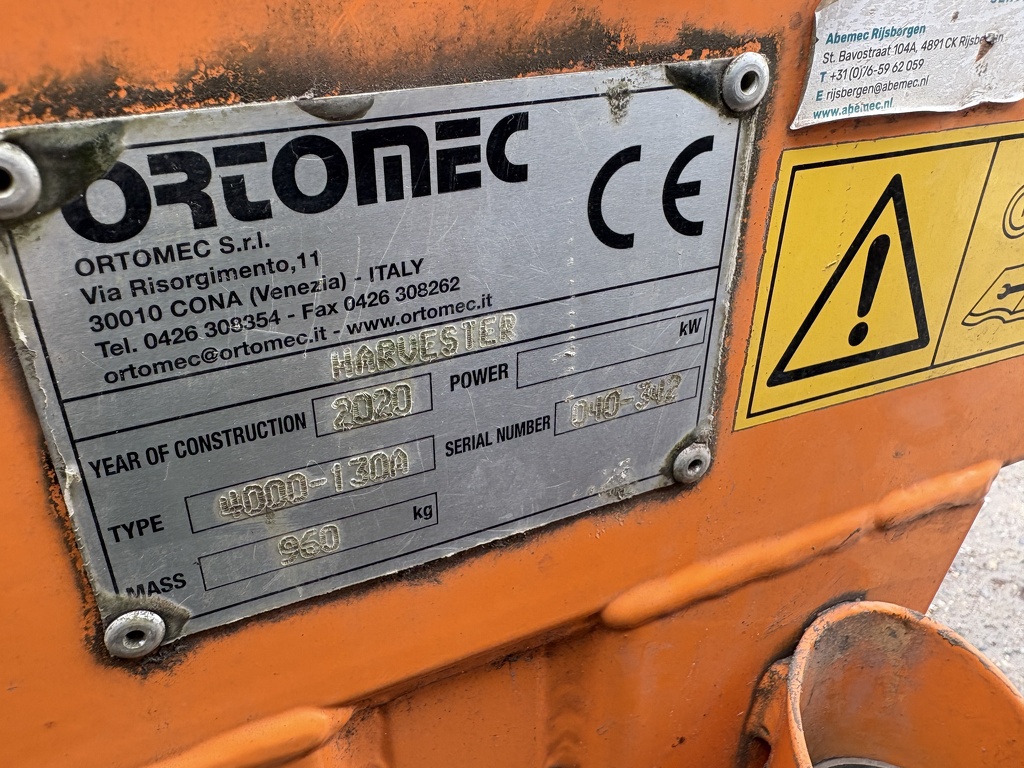 ORTOMEC
CE
ORTOMEC S.r.l.
Via Risorgimento,11
30010 CONA (Venezia) - ITALY
Tel. 0426 308354 - Fax 0426 308262
ortomec@ortomec.it - www.ortomec.it
HARVESTER
YEAR OF CONSTRUCTION 2020 POWER kW
TYPE 4000-130A SERIAL NUMBER 040-342
MASS 960 kg
Abemec Rijsbergen
St. Bavostraat 104A, 4891 CK Rijsbergen
T +31 (0)76-59 62 059
E rijsbergen@abemec.nl
www.abemec.nl